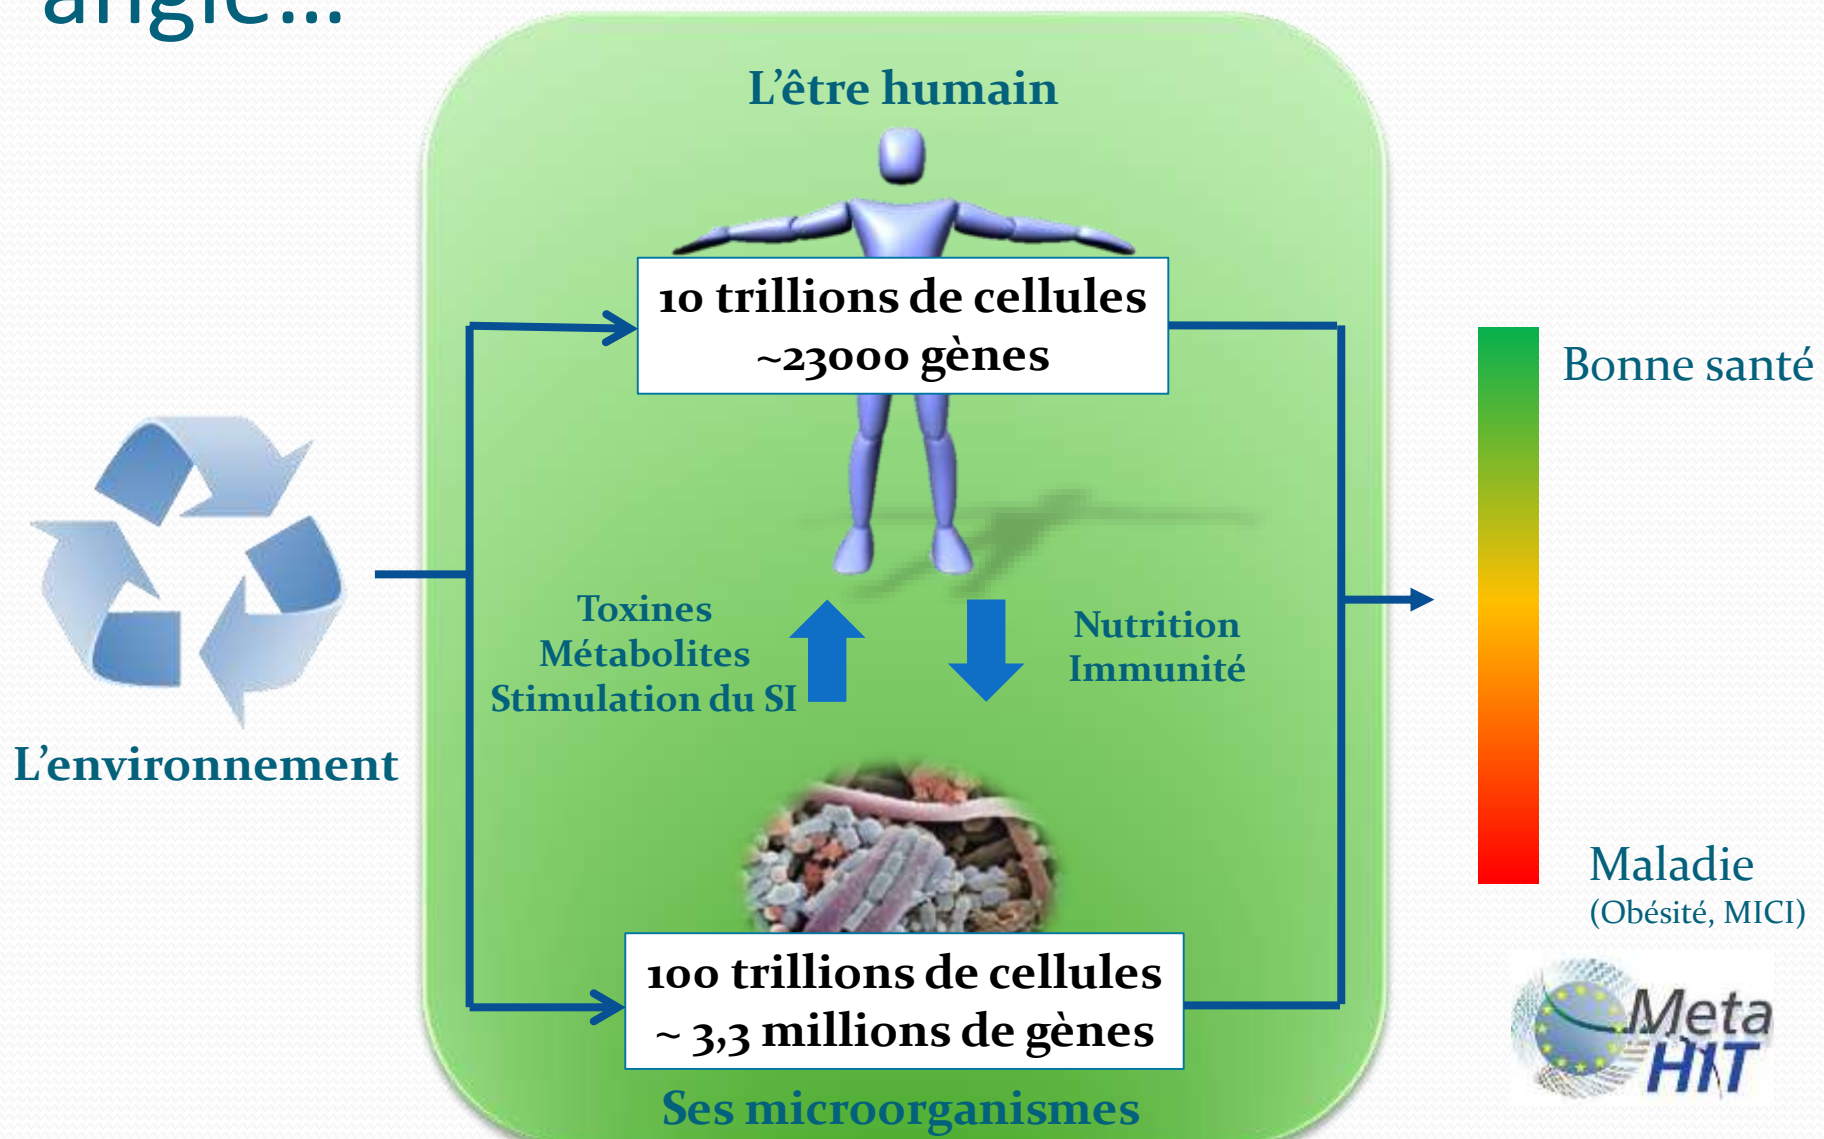 angle...
L'être humain
10 trillions de cellules
~23000 gènes
Bonne santé
Toxines
Métabolites
Stimulation du SI
Nutrition
Immunité
L'environnement
Maladie
(Obésité, MICI)
100 trillions de cellules
~ 3,3 millions de gènes
Ses microorganismes
Meta
HIT